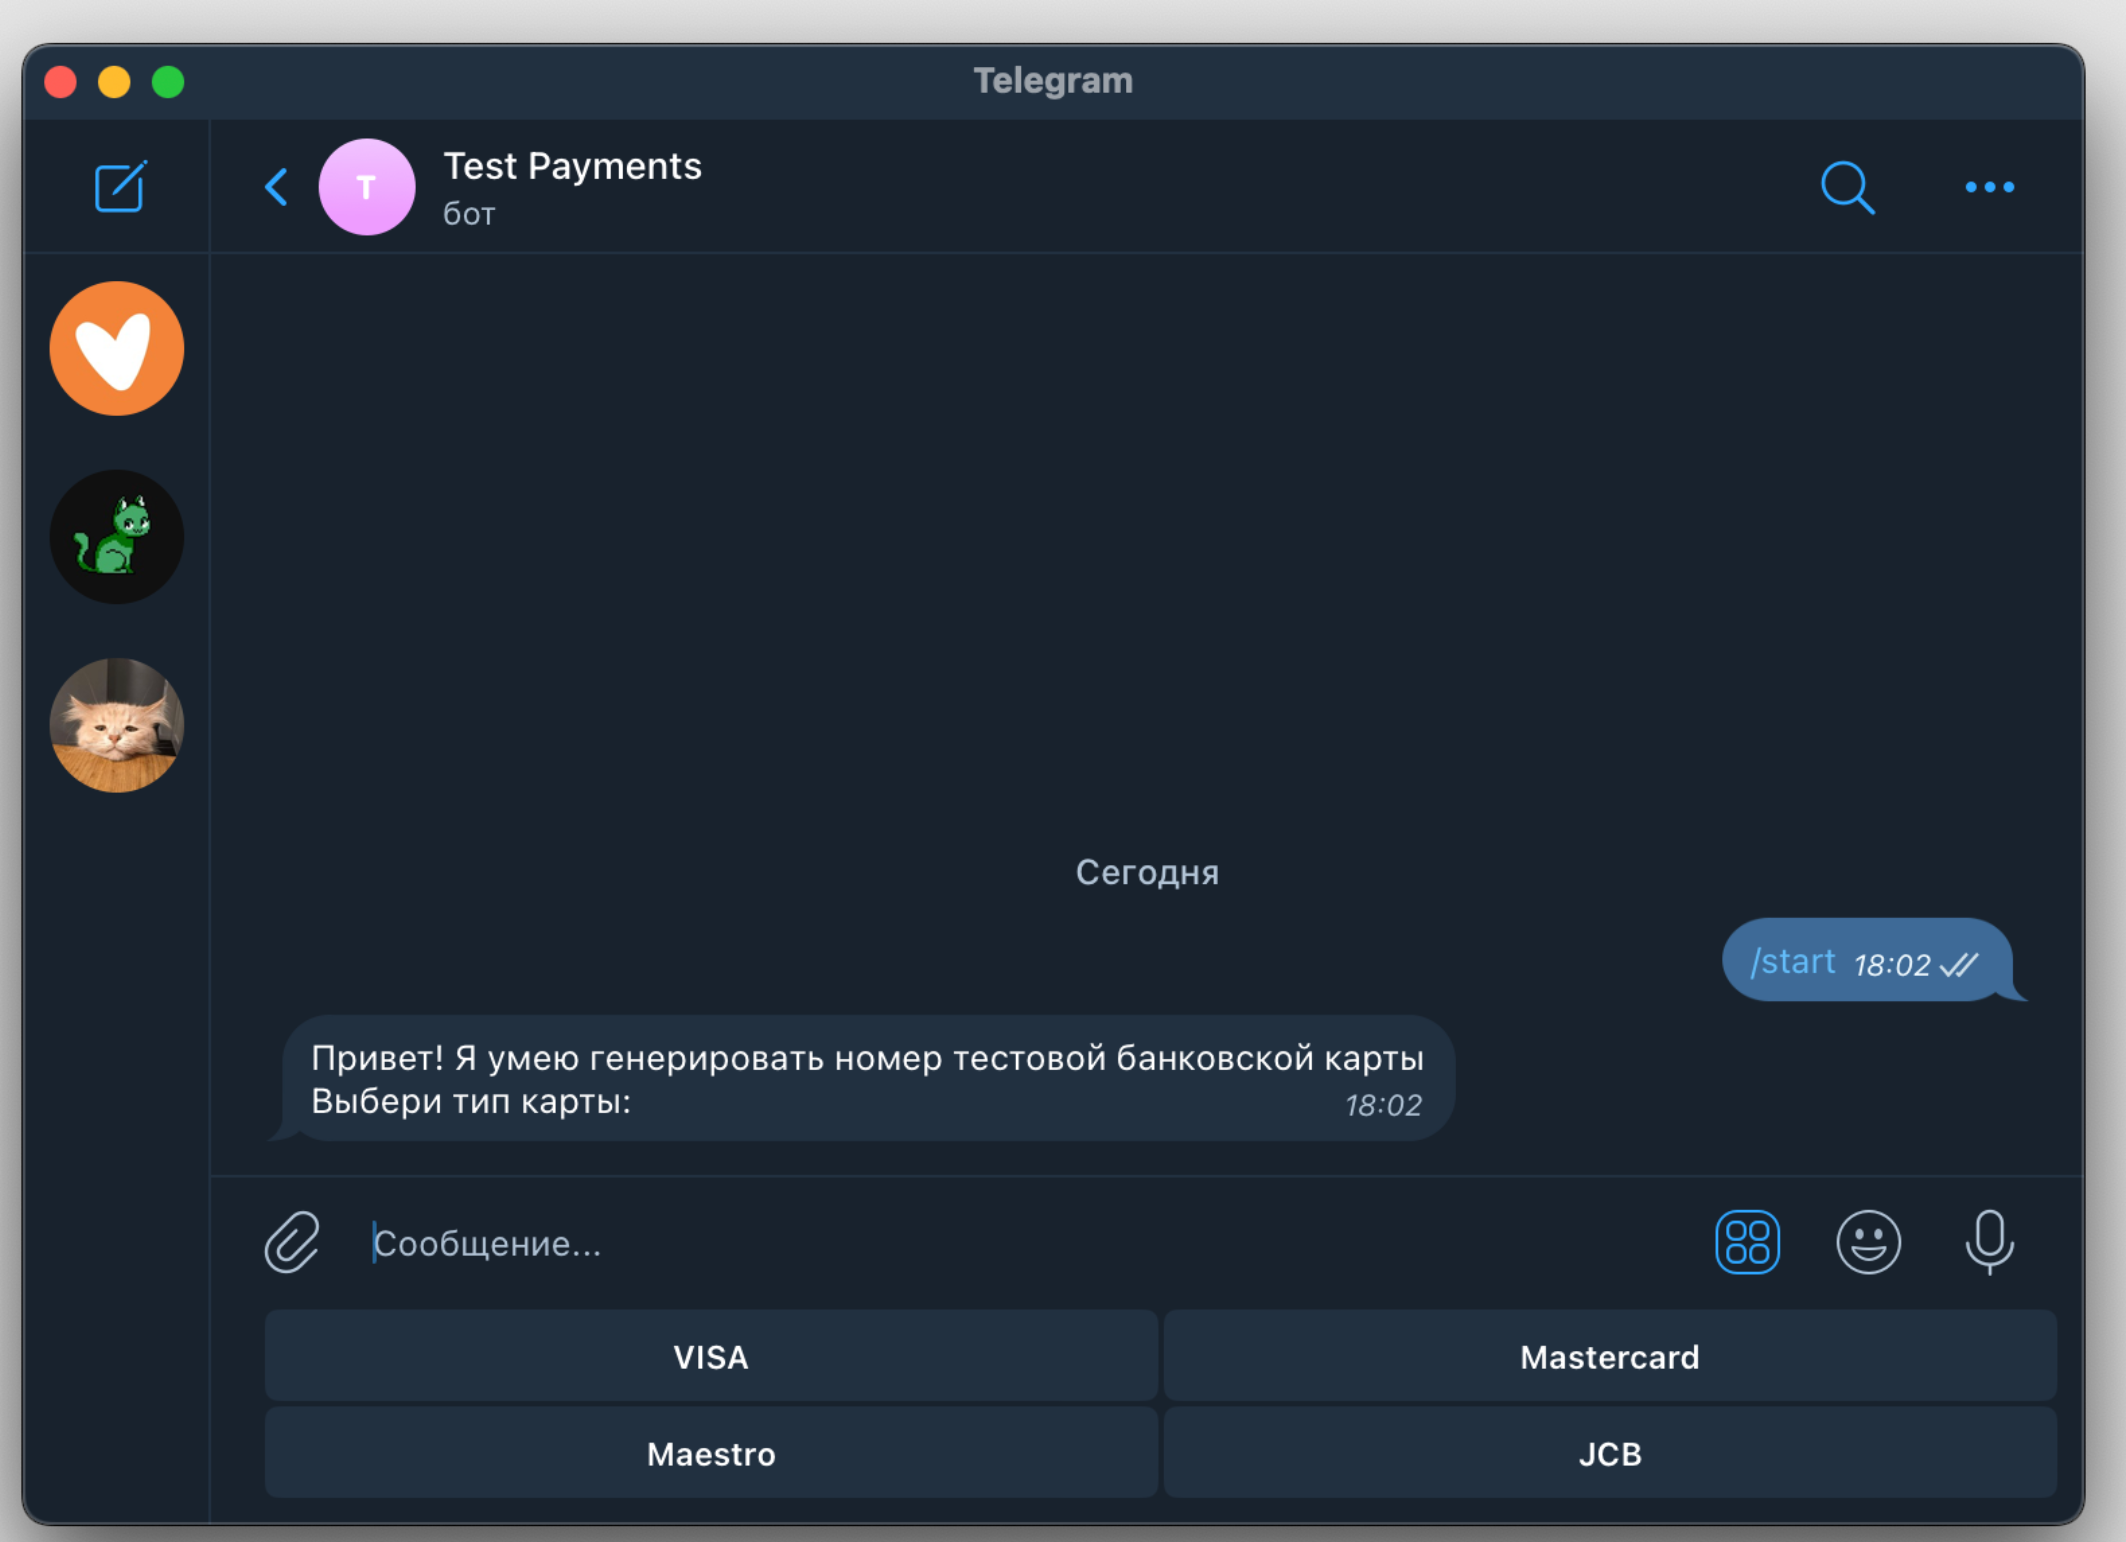 Telegram
T
Test Payments
бот
Сегодня
/start 18:02
Привет! Я умею генерировать номер тестовой банковской карты
Выбери тип карты:
18:02
Сообщение...
VISA
Mastercard
Maestro
JCB